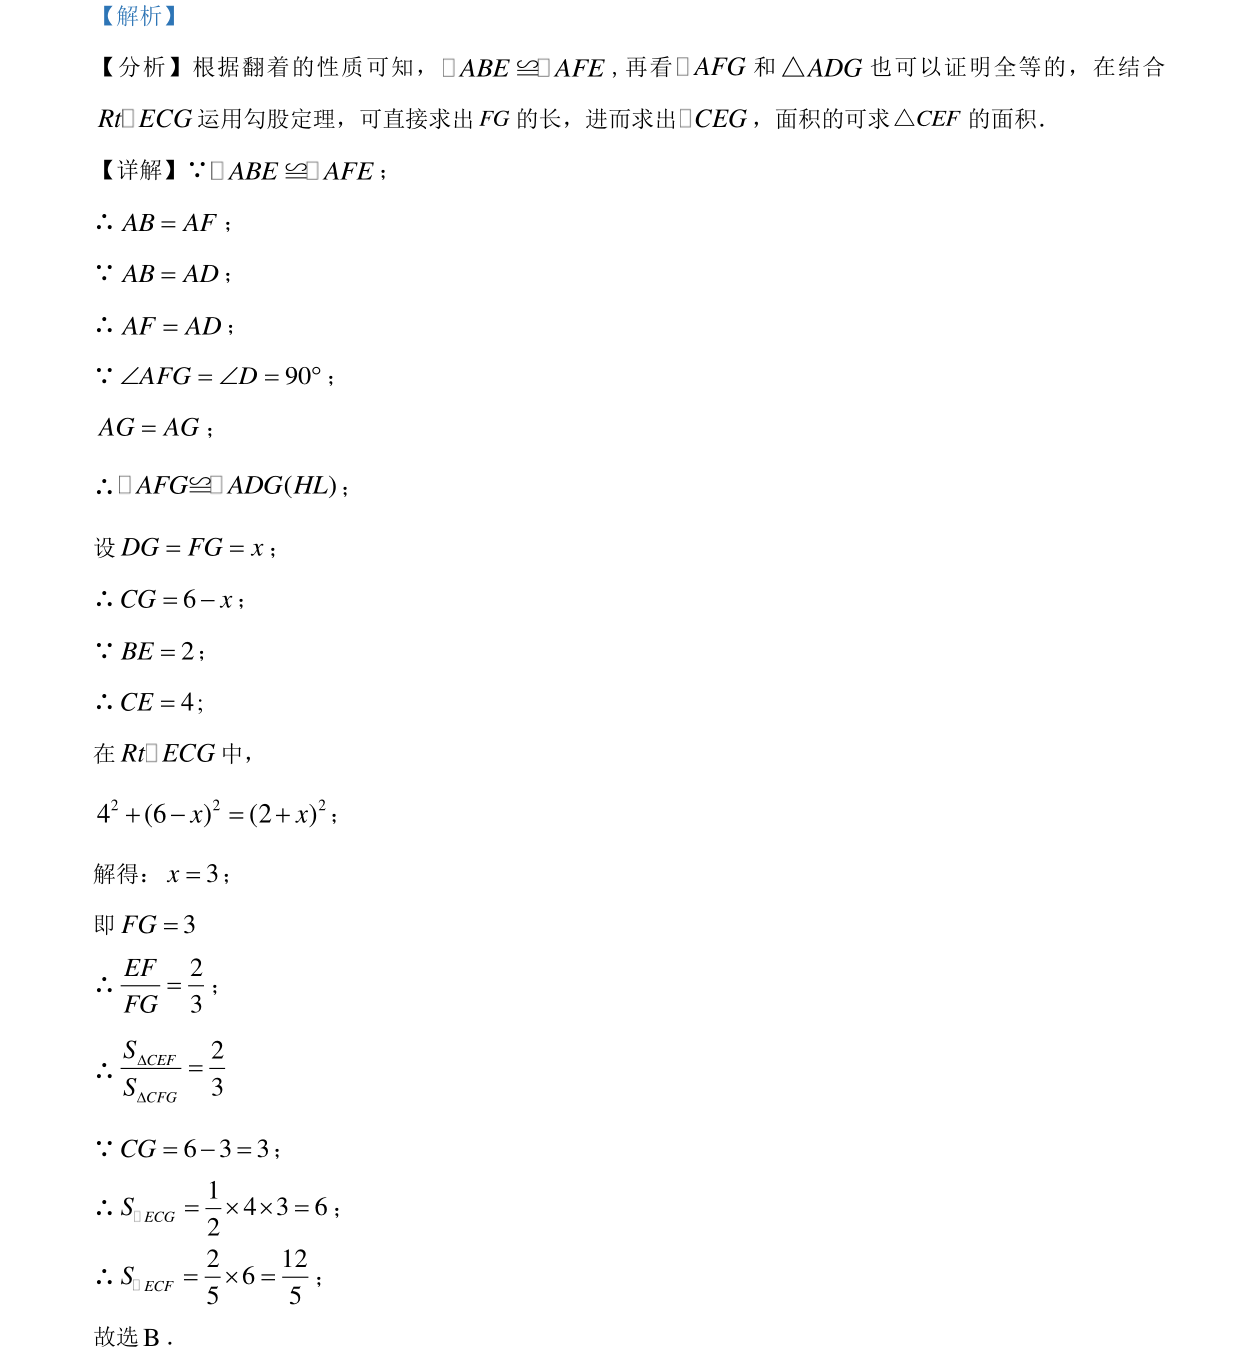 【解析】
【分析】根据翻着的性质可知，□ABE≌□AFE，再看□AFG和△ADG也可以证明全等的，在结合
Rt□ECG运用勾股定理，可直接求出FG的长，进而求出□CEG，面积的可求△CEF的面积．
【详解】∵□ABE≌□AFE；
∴AB=AF；
∵AB=AD；
∴AF=AD；
∵∠AFG=∠D=90°；
AG=AG；
∴□AFG≌□ADG(HL)；
设DG=FG=x；
∴CG=6−x；
∵BE=2；
∴CE=4；
在Rt□ECG中，
4²+(6−x)²=(2+x)²；
解得：x=3；
即FG=3
∴EF/FG=2/3；
∴S△CEF/S△CFG=2/3
∵CG=6−3=3；
∴S□ECG=1/2×4×3=6；
∴S□ECF=2/5×6=12/5；
故选B．